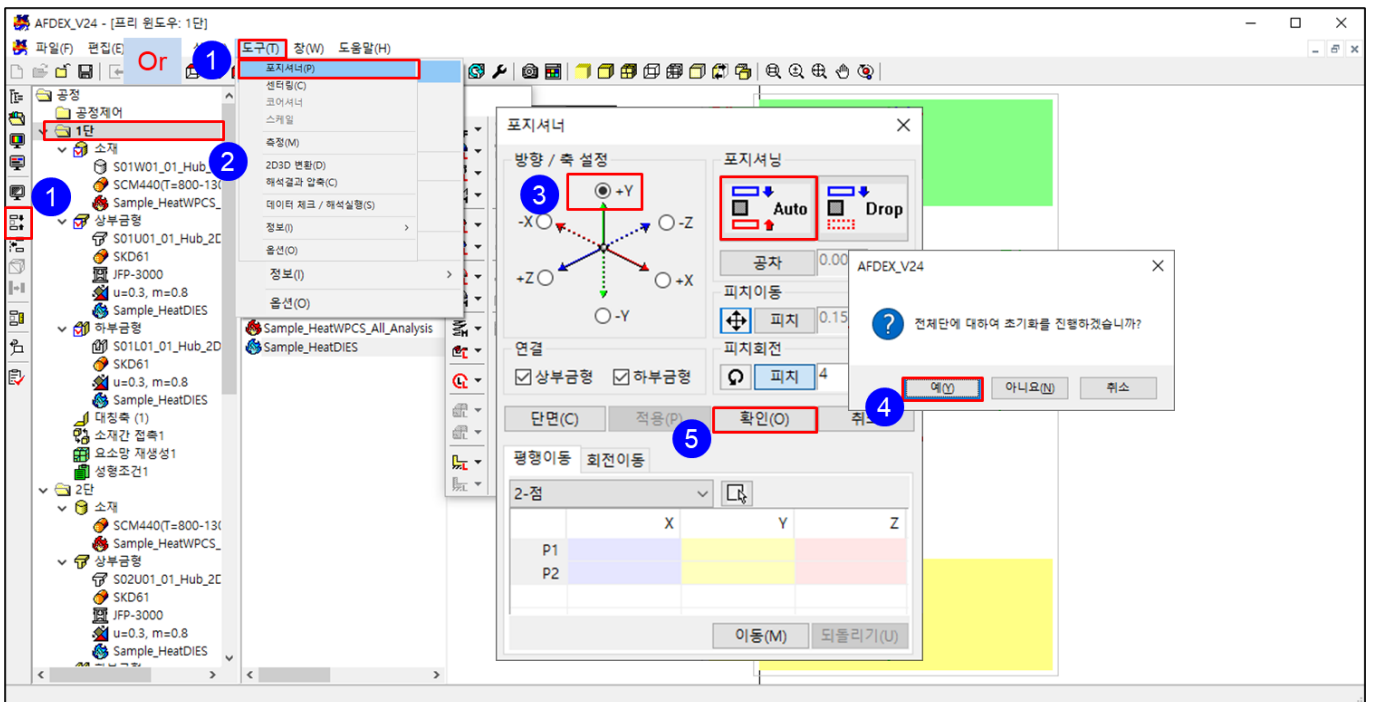 AFDEX_V24 - [프리 윈도우: 1단]
파일(F) 편집(E) Or 도구(T) 창(W) 도움말(H)
1
포지셔너(P)
센터링(C)
코어셔너
스케일
측정(M)
2D3D 변환(D)
해석결과 압축(C)
데이터 체크 / 해석실행(S)
정보(I)
옵션(O)
정보(I)
옵션(O)
공정
공정제어
1단
2
소재
S01W01_01_Hub_
SCM440(T=800-130
1
Sample_HeatWPCS_
상부금형
S01U01_01_Hub_2D
SKD61
JFP-3000
u=0.3, m=0.8
Sample_HeatDIES
하부금형
S01L01_01_Hub_2D
SKD61
u=0.3, m=0.8
Sample_HeatDIES
대칭축 (1)
소재간 접촉1
요소망 재생성1
성형조건1
2단
소재
SCM440(T=800-130
Sample_HeatWPCS_
상부금형
S02U01_01_Hub_2D
SKD61
JFP-3000
u=0.3, m=0.8
Sample_HeatDIES
Sample_HeatWPCS_All_Analysis
Sample_HeatDIES
포지셔너
방향 / 축 설정
3
+Y
-X
-Z
+Z
+X
-Y
포지셔닝
Auto
Drop
공차
0.00
피치이동
피치
0.15
연결
상부금형 하부금형
피치회전
피치
4
단면(C) 적용(P) 확인(O)
5
평행이동 회전이동
2-점
X Y Z
P1
P2
이동(M) 되돌리기(U)
AFDEX_V24
전체단에 대하여 초기화를 진행하겠습니까?
예(Y) 아니요(N) 취소
4